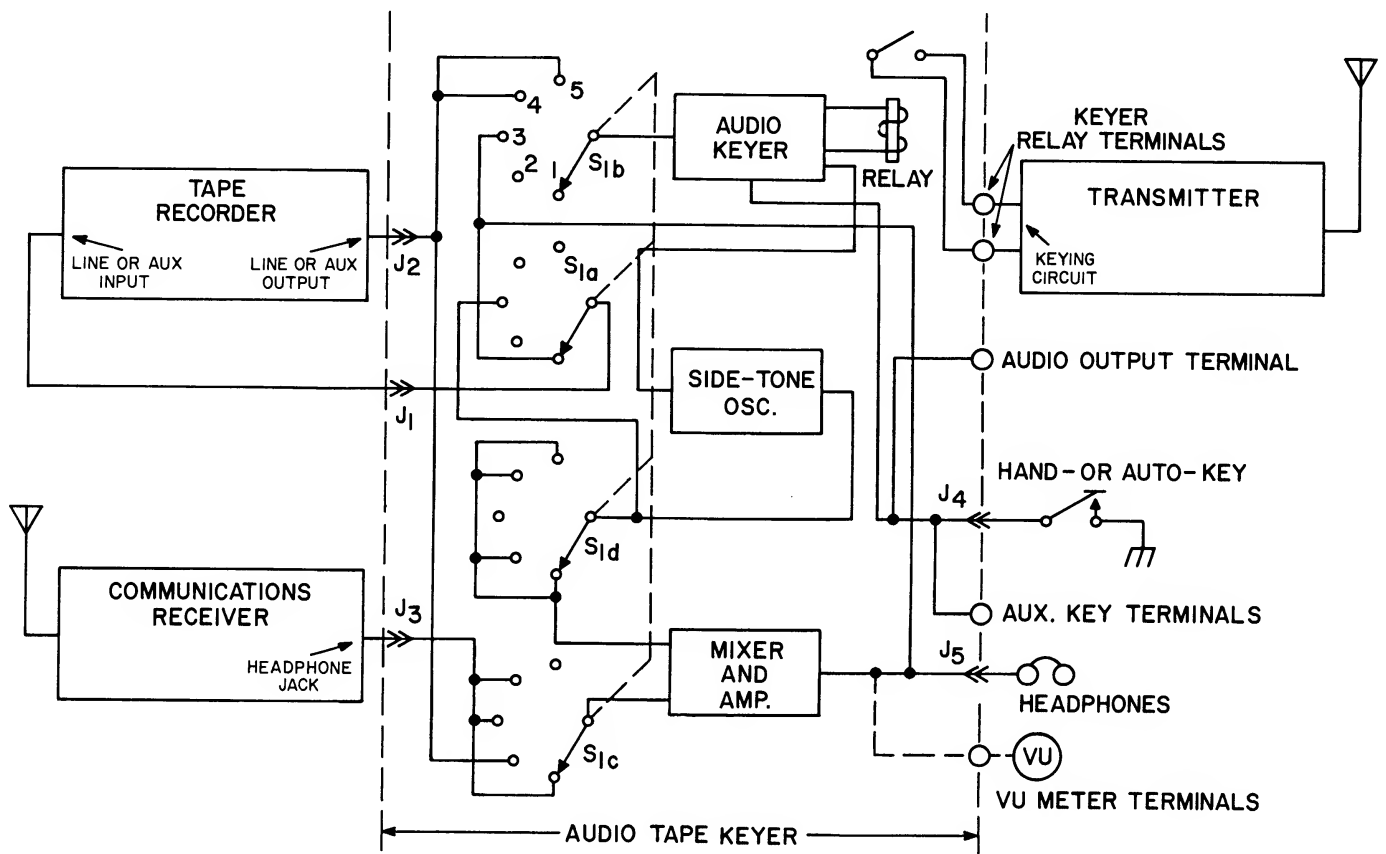 5
4
3
2
1
S1b
AUDIO
KEYER
RELAY
KEYER
RELAY TERMINALS
TAPE
RECORDER
LINE OR AUX
INPUT
LINE OR AUX
OUTPUT
J2
S1a
TRANSMITTER
KEYING
CIRCUIT
J1
SIDE-TONE
OSC.
AUDIO OUTPUT TERMINAL
HAND- OR AUTO-KEY
J4
COMMUNICATIONS
RECEIVER
HEADPHONE
JACK
J3
S1d
AUX. KEY TERMINALS
MIXER
AND
AMP.
J5
HEADPHONES
S1c
VU
VU METER TERMINALS
AUDIO TAPE KEYER